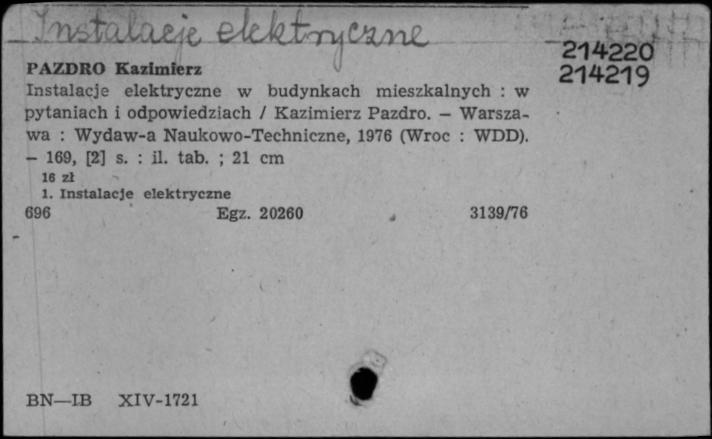 Instalacje elektryczne
214220
214219
PAZDRO Kazimierz
Instalacje elektryczne w budynkach mieszkalnych : w
pytaniach i odpowiedziach / Kazimierz Pazdro. — Warsza-
wa : Wydaw-a Naukowo-Techniczne, 1976 (Wroc : WDD).
— 169, [2] s. : il. tab. ; 21 cm
16 zł
1. Instalacje elektryczne
696 Egz. 20260 3139/76
BN—IB XIV-1721